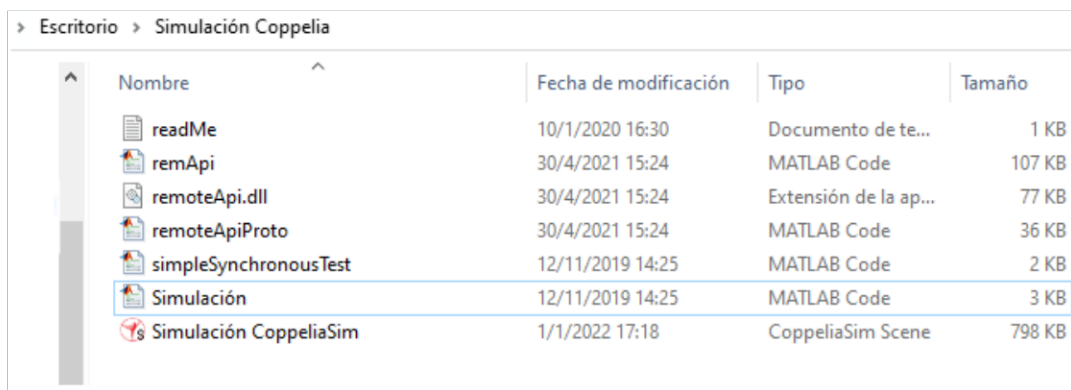 > Escritorio > Simulación Coppelia
Nombre Fecha de modificación Tipo Tamaño
readMe 10/1/2020 16:30 Documento de te... 1 KB
remApi 30/4/2021 15:24 MATLAB Code 107 KB
remoteApi.dll 30/4/2021 15:24 Extensión de la ap... 77 KB
remoteApiProto 30/4/2021 15:24 MATLAB Code 36 KB
simpleSynchronousTest 12/11/2019 14:25 MATLAB Code 2 KB
Simulación 12/11/2019 14:25 MATLAB Code 3 KB
Simulación CoppeliaSim 1/1/2022 17:18 CoppeliaSim Scene 798 KB